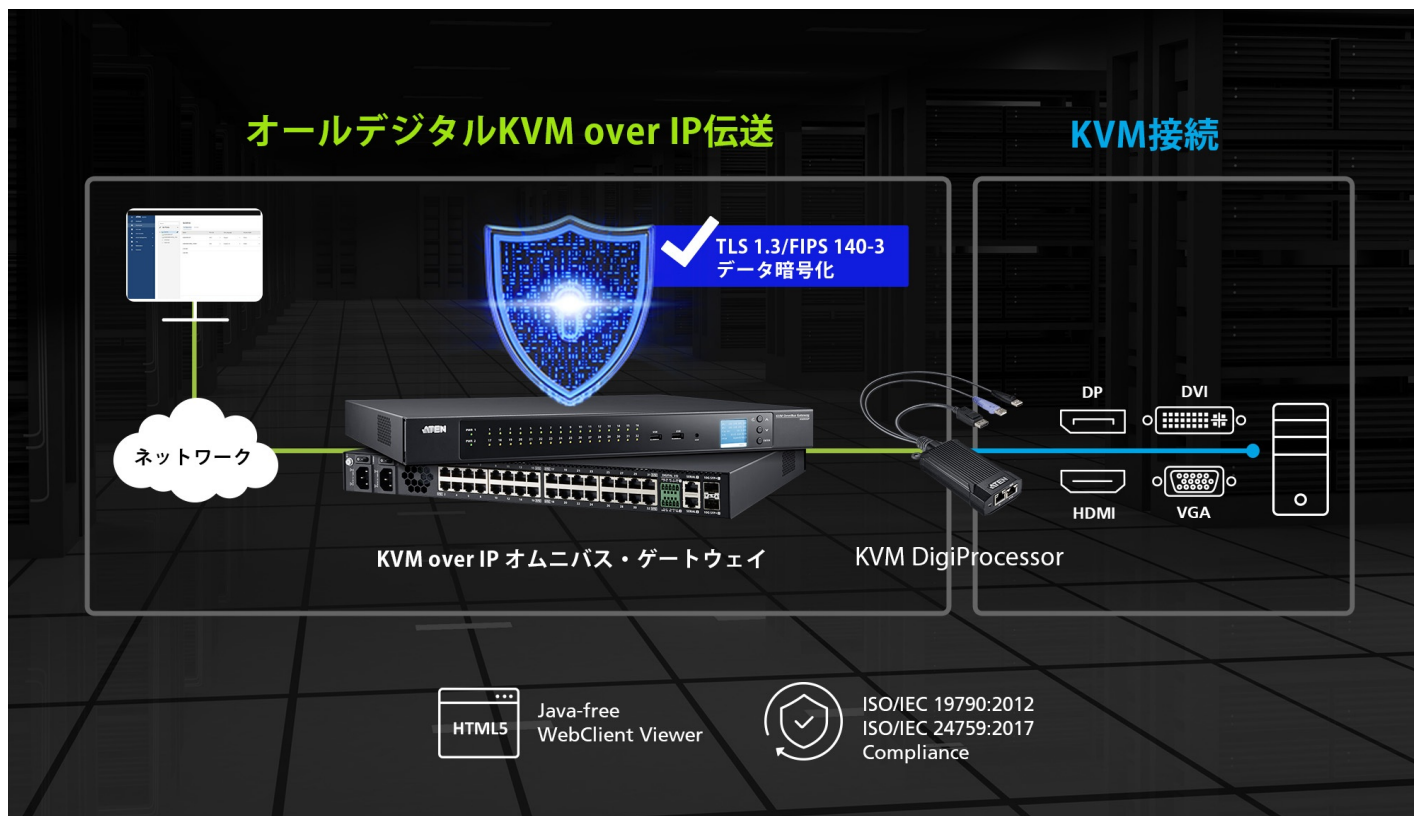 オールデジタルKVM over IP伝送
KVM接続
TLS 1.3/FIPS 140-3
データ暗号化
ネットワーク
ATEN
ATEN
DP
DVI
HDMI
VGA
KVM over IP オムニバス・ゲートウェイ
KVM DigiProcessor
HTML5
Java-free
WebClient Viewer
ISO/IEC 19790:2012
ISO/IEC 24759:2017
Compliance